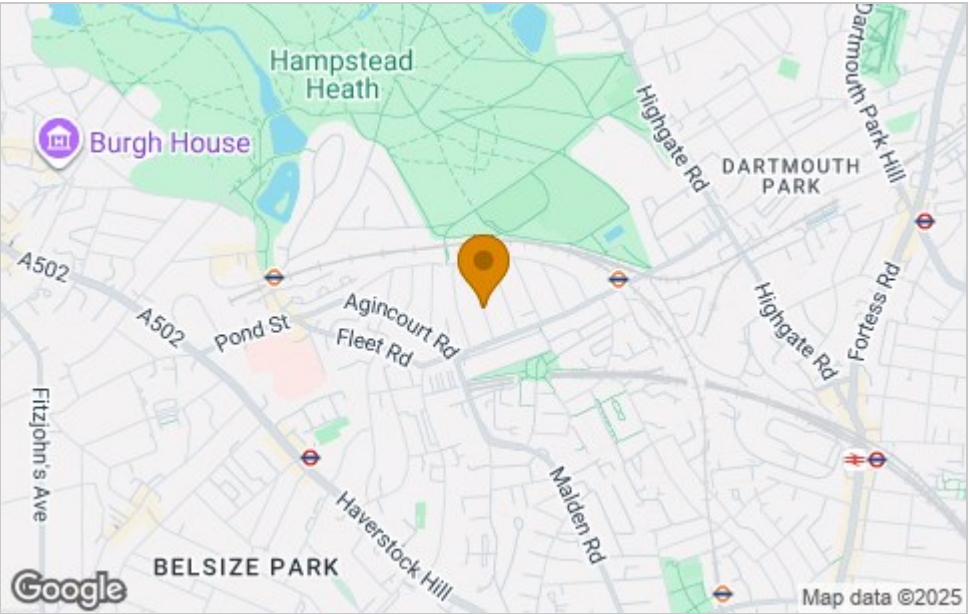 Hampstead
Heath
Burgh House
Highgate Rd
Dartmouth Park Hill
DARTMOUTH
PARK
A502
A502
Pond St
Agincourt Rd
Fleet Rd
Highgate Rd
Fortess Rd
Fitzjohn's Ave
Haverstock Hill
Malden Rd
BELSIZE PARK
Google
Map data ©2025